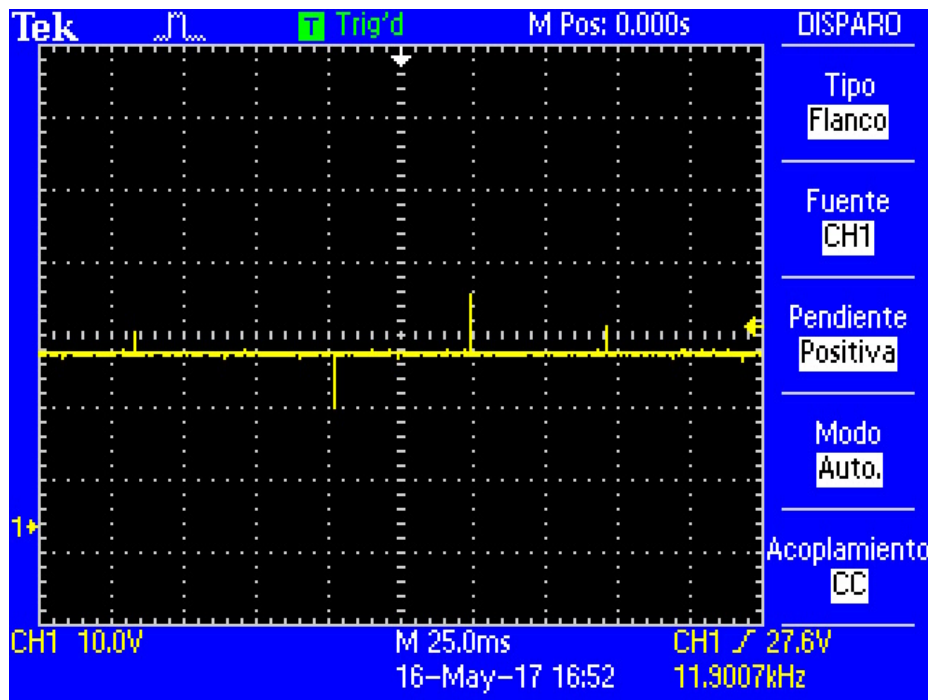 Tek T Trig'd M Pos: 0.000s DISPARO
Tipo
Flanco
Fuente
CH1
Pendiente
Positiva
Modo
Auto.
1
Acoplamiento
CC
CH1 10.0V M 25.0ms CH1 27.6V
16-May-17 16:52 11.9007kHz